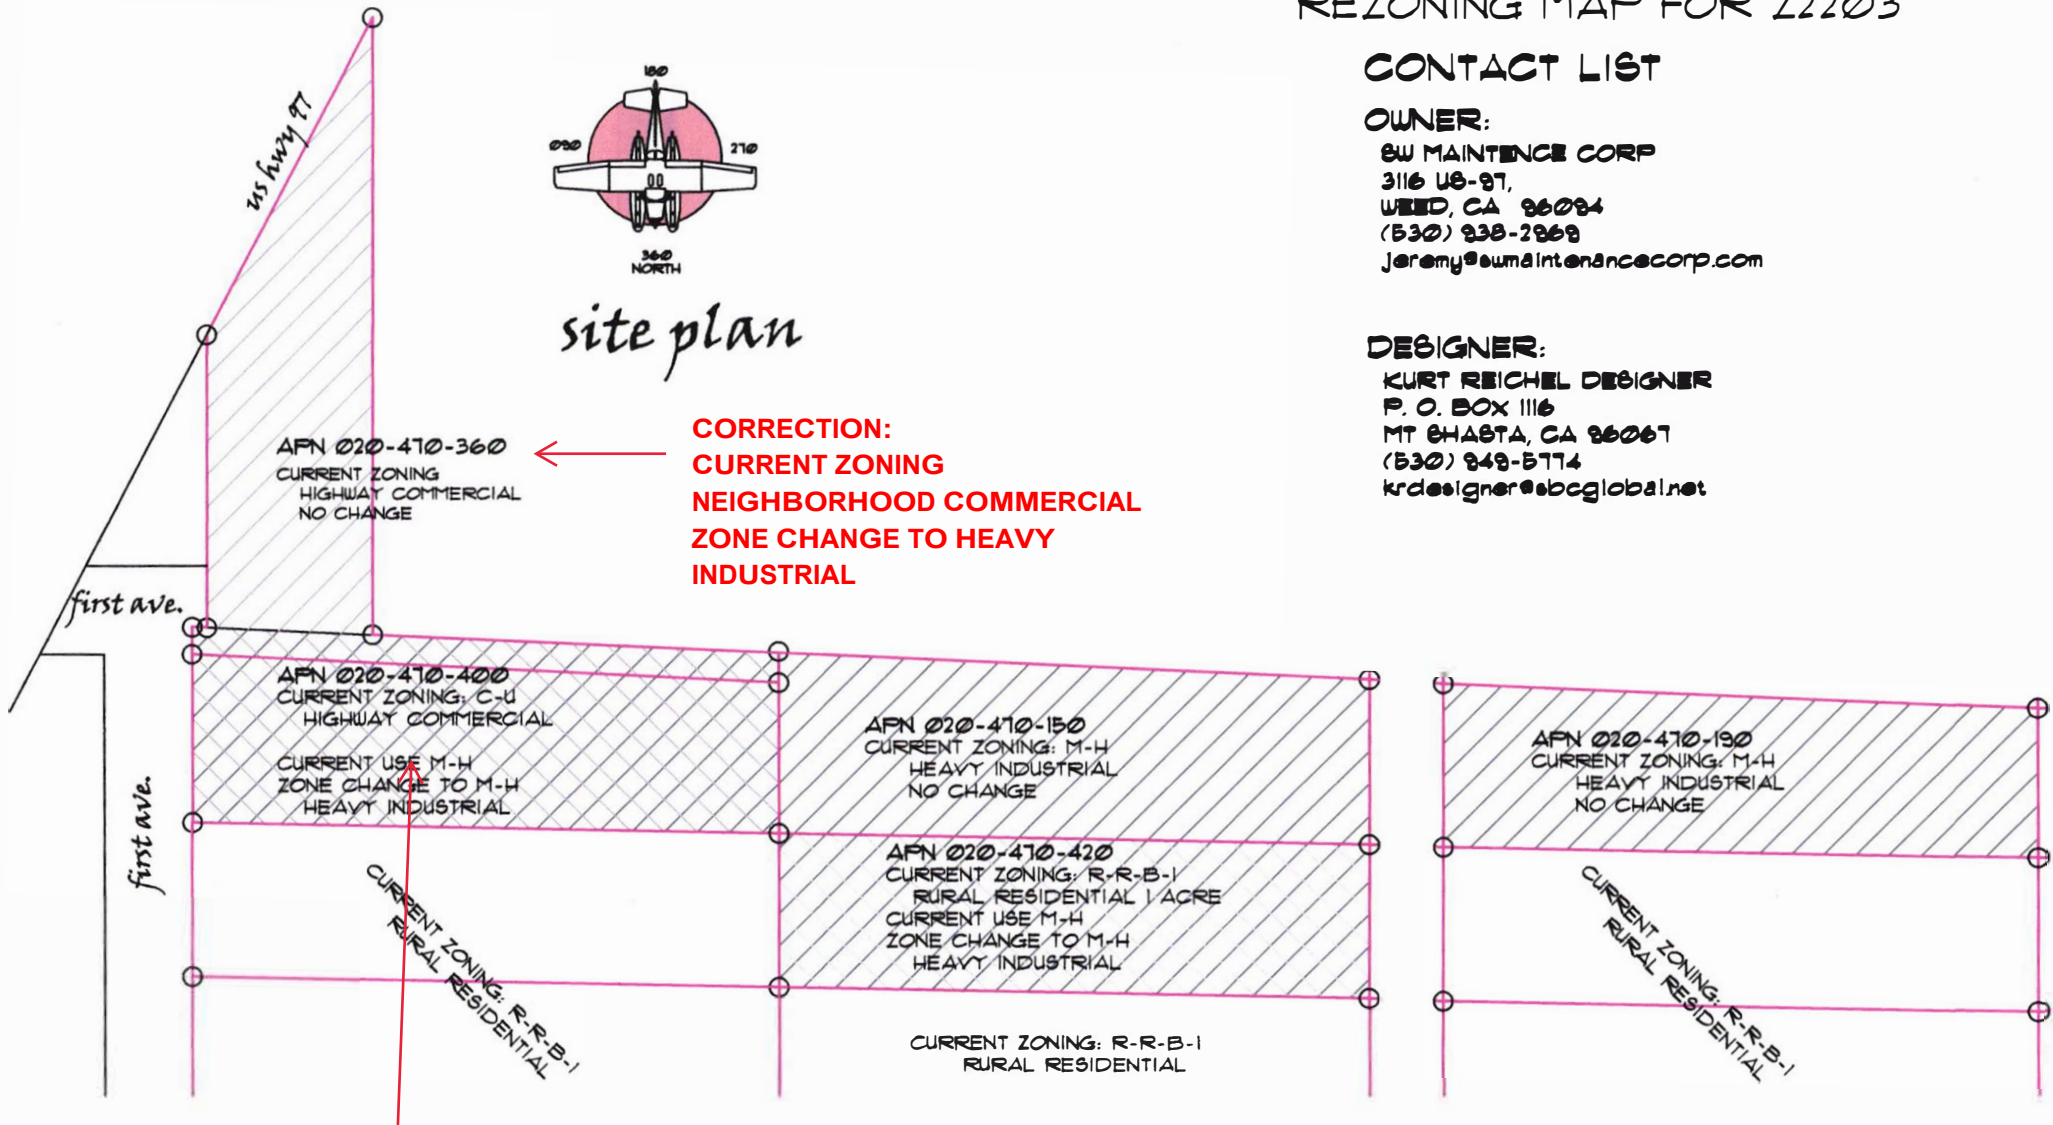 REZONING MAP FOR Z2203
CONTACT LIST
OWNER:
SW MAINTENCE CORP
3116 US-97,
WEED, CA 96094
(530) 938-2969
jeremy@swmaintenancecorp.com
DESIGNER:
KURT REICHEL DESIGNER
P. O. BOX 1116
MT SHASTA, CA 96067
(530) 949-5774
krdesigner@sbcglobal.net
180
090
270
360
NORTH
site plan
us hwy 97
APN 020-470-360
CURRENT ZONING
HIGHWAY COMMERCIAL
NO CHANGE
CORRECTION:
CURRENT ZONING
NEIGHBORHOOD COMMERCIAL
ZONE CHANGE TO HEAVY
INDUSTRIAL
first ave.
APN 020-470-400
CURRENT ZONING: C-U
HIGHWAY COMMERCIAL
CURRENT USE M-H
ZONE CHANGE TO M-H
HEAVY INDUSTRIAL
APN 020-470-150
CURRENT ZONING: M-H
HEAVY INDUSTRIAL
NO CHANGE
APN 020-470-190
CURRENT ZONING: M-H
HEAVY INDUSTRIAL
NO CHANGE
first ave.
APN 020-470-420
CURRENT ZONING: R-R-B-1
RURAL RESIDENTIAL 1 ACRE
CURRENT USE M-H
ZONE CHANGE TO M-H
HEAVY INDUSTRIAL
CURRENT ZONING: R-R-B-1
RURAL RESIDENTIAL
CURRENT ZONING: R-R-B-1
RURAL RESIDENTIAL
CURRENT ZONING: R-R-B-1
RURAL RESIDENTIAL